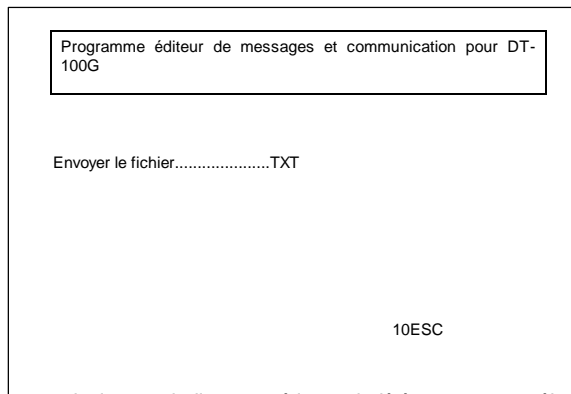 Programme éditeur de messages et communication pour DT-
100G
Envoyer le fichier.....................TXT
10ESC